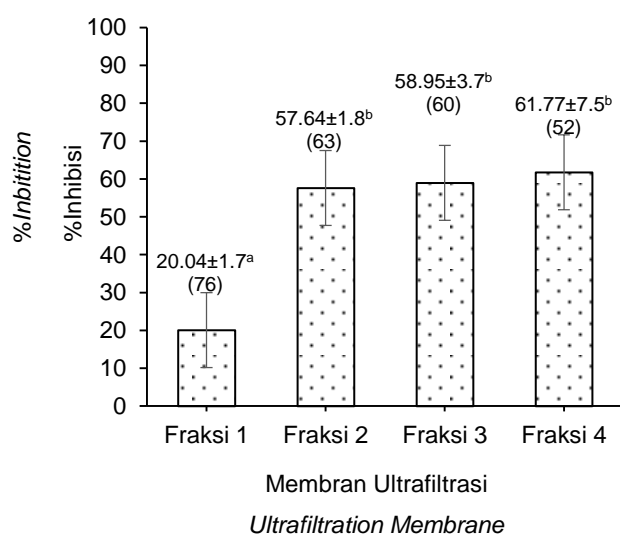 %Inbitition
%Inhibisi
100
90
80
70
60
50
40
30
20
10
0
20.04±1.7ᵃ
(76)
57.64±1.8ᵇ
(63)
58.95±3.7ᵇ
(60)
61.77±7.5ᵇ
(52)
Fraksi 1 Fraksi 2 Fraksi 3 Fraksi 4
Membran Ultrafiltrasi
Ultrafiltration Membrane